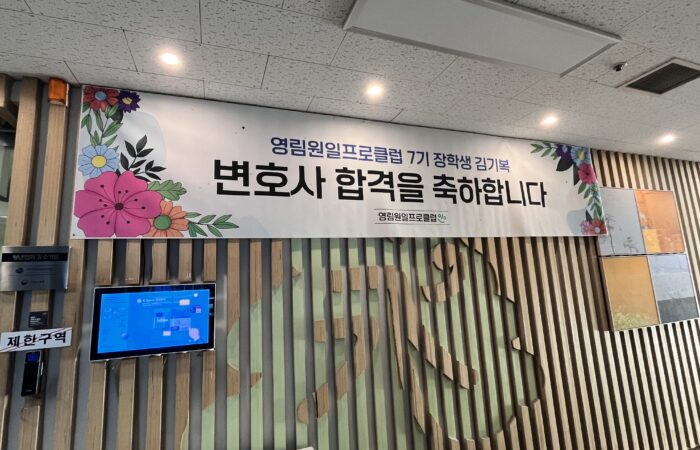 영림원일프로클럽 7기 장학생 김기복
변호사 합격을 축하합니다
영림원일프로클럽
제한구역